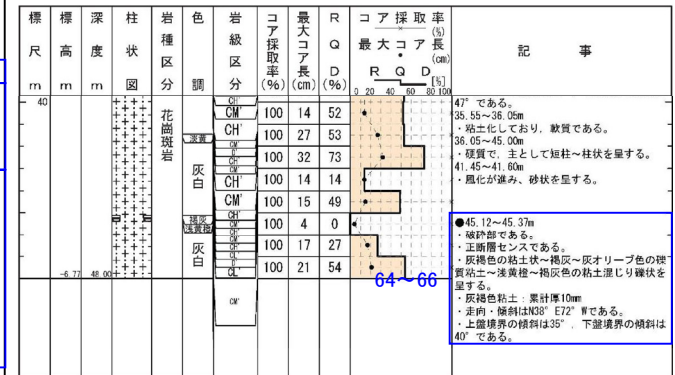 標 標 深 柱 岩 色 岩 コ 最 R コ ア 採 取 率
尺 高 度 状 種 級 ア 大 Q (%)
図 区 区 採 コ D 最 大 コ ア 長
分 調 分 取 ア (cm)
率 長 R Q D
m m m (%) (cm) (%) [%]
0 20 40 60 80 100
記 事
40
花崗斑岩
淡黄
灰白
褐灰
浅黄橙
灰白
CH'
CM' 100 14 52
CH' 100 27 53
100 32 73
CH' 100 14 14
CM' 100 15 49
CH'
100 4 0
CM' 100 17 27
100 21 54
CL'
CM'
-6.77 48.00
64～66
47° である。
35.55～36.05m
・粘土化しており、軟質である。
36.05～45.00m
・硬質で、主として短柱～柱状を呈する。
41.45～41.60m
・風化が進み、砂状を呈する。
●45.12～45.37m
・破砕部である。
・正断層センスである。
・灰褐色の粘土状～褐灰～灰オリーブ色の礫
質粘土～浅黄橙～褐灰色の粘土混じり礫状を
呈する。
・灰褐色粘土：累計厚10mm
・走向・傾斜はN38° E72° Wである。
・上盤境界の傾斜は35°、下盤境界の傾斜は
40° である。